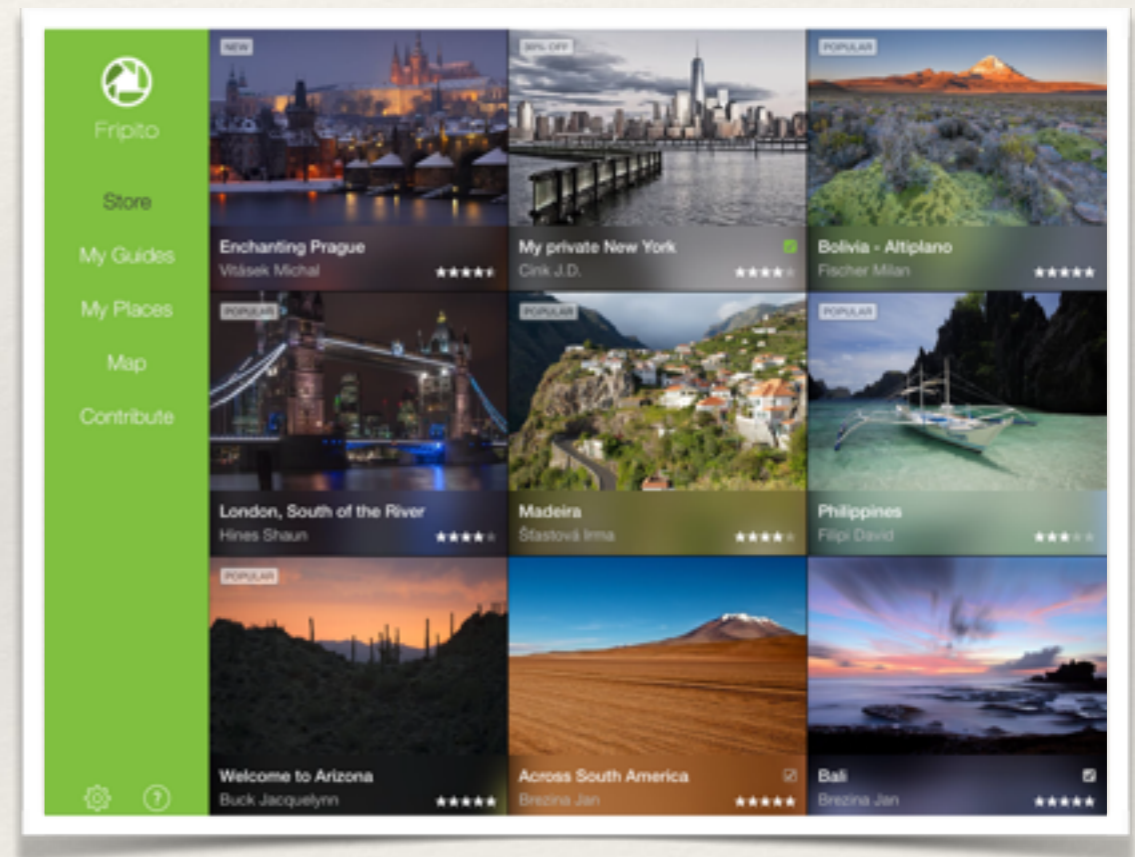 Fripito
Store
My Guides
My Places
Map
Contribute
?
NEW
Enchanting Prague
Vitásek Michal
30% OFF
My private New York
Cink J.D.
POPULAR
Bolivia - Altiplano
Fischer Milan
POPULAR
London, South of the River
Hines Shaun
POPULAR
Madeira
Šťastová Irma
POPULAR
Philippines
Filipi David
POPULAR
Welcome to Arizona
Buck Jacquelynn
Across South America
Brezina Jan
Bali
Brezina Jan